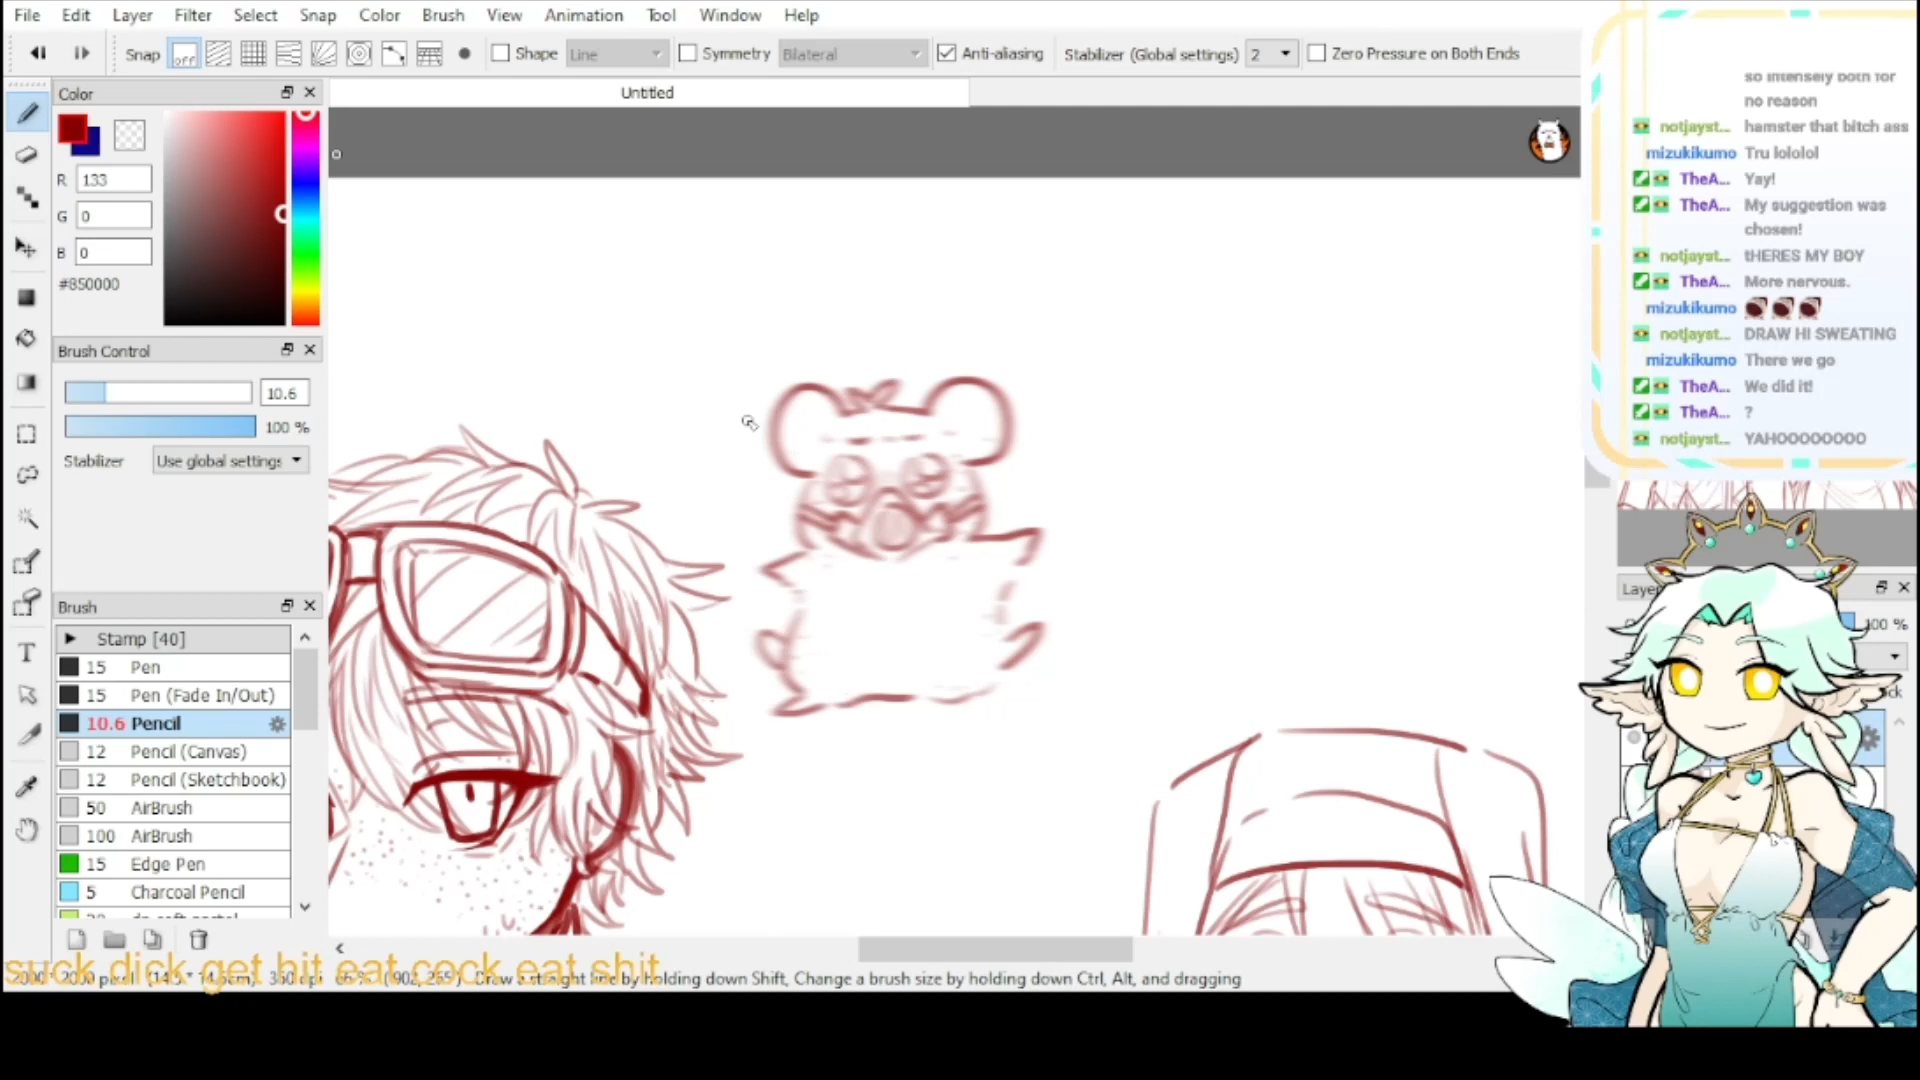 File Edit Layer Filter Select Snap Color Brush View Animation Tool Window Help
Snap off Shape Line Symmetry Bilateral Anti-aliasing Stabilizer (Global settings) 2 Zero Pressure on Both Ends
Color
Untitled
R 133
G 0
B 0
#850000
Brush Control
10.6
100 %
Stabilizer Use global settings
Brush
Stamp [40]
15 Pen
15 Pen (Fade In/Out)
10.6 Pencil
12 Pencil (Canvas)
12 Pencil (Sketchbook)
50 AirBrush
100 AirBrush
15 Edge Pen
5 Charcoal Pencil
suck dick get hit eat cock eat shit
Draw a straight line by holding down Shift, Change a brush size by holding down Ctrl, Alt, and dragging
so intensely both for
no reason
notjayst... hamster that bitch ass
mizukikumo Tru lololol
TheA... Yay!
TheA... My suggestion was
chosen!
notjayst... tHERES MY BOY
TheA... More nervous.
mizukikumo
notjayst... DRAW HI SWEATING
mizukikumo There we go
TheA... We did it!
TheA... ?
notjayst... YAHOOOOOOOO
Laye
100 %